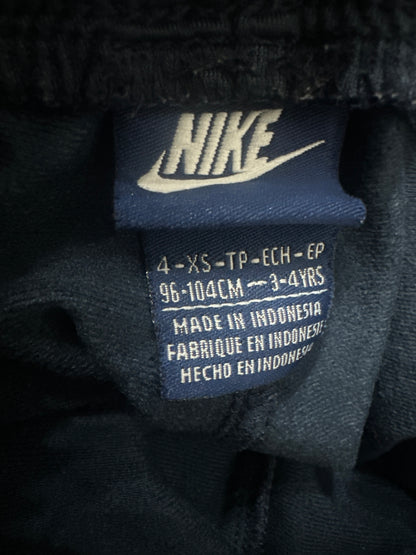 NIKE
4-XS-TP-ECH-EP
96-104CM—3-4YRS
MADE IN INDONESIA
FABRIQUE EN INDONESIE
HECHO EN INDONESIA